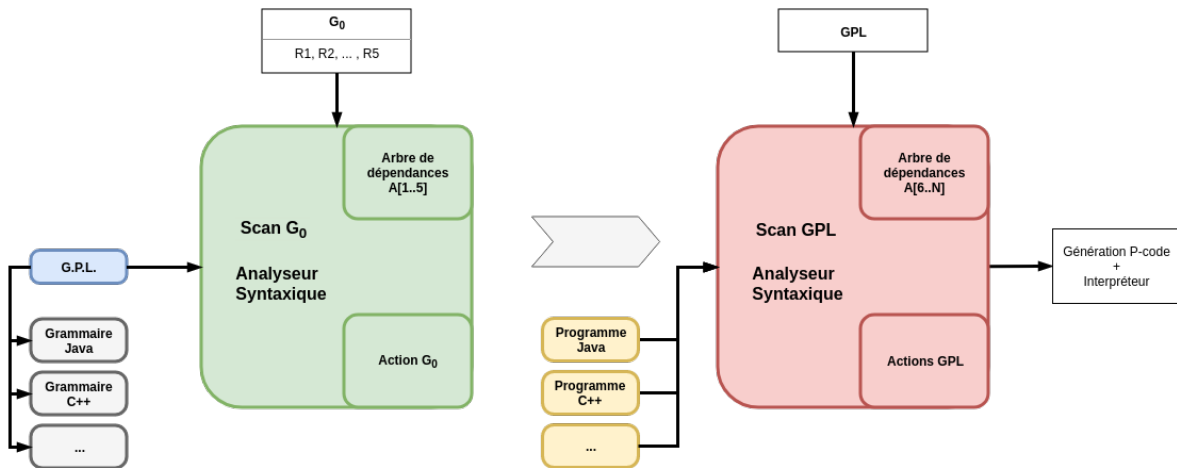 G₀
R1, R2, ... , R5
GPL
Arbre de
dépendances
A[1..5]
Scan G₀
Analyseur
Syntaxique
Action G₀
G.P.L.
Grammaire
Java
Grammaire
C++
...
Arbre de
dépendances
A[6..N]
Scan GPL
Analyseur
Syntaxique
Actions GPL
Programme
Java
Programme
C++
...
Génération P-code
+
Interpréteur